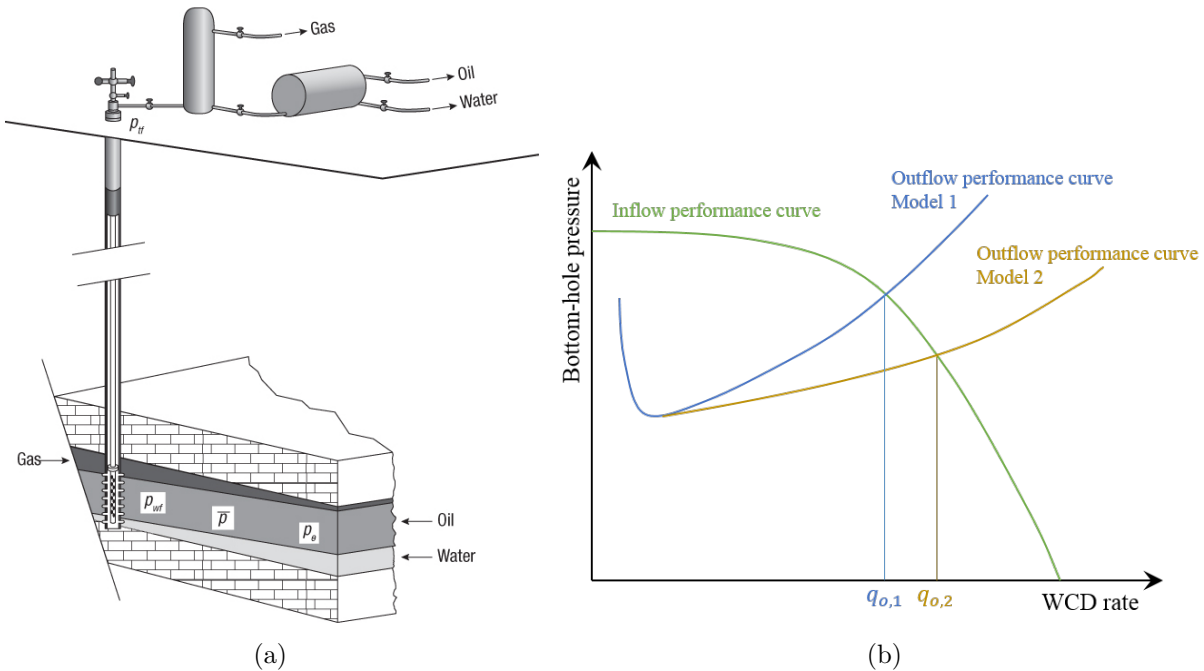 Gas
Oil
Water
p_tf
Gas
p_wf
p̅
p_e
Oil
Water
(a)
Bottom-hole pressure
Inflow performance curve
Outflow performance curve
Model 1
Outflow performance curve
Model 2
q_o,1
q_o,2
WCD rate
(b)